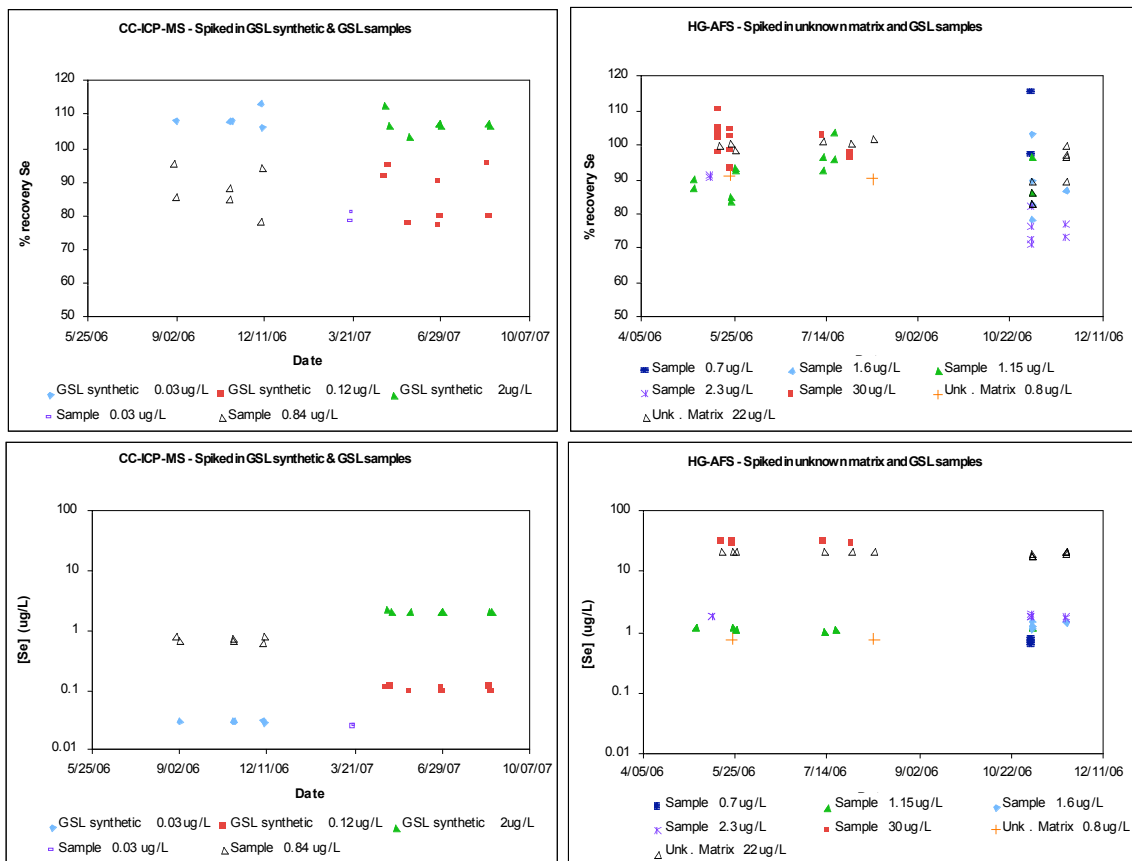 CC-ICP-MS - Spiked in GSL synthetic & GSL samples
% recovery Se
120
110
100
90
80
70
60
50
5/25/06 9/02/06 12/11/06 3/21/07 6/29/07 10/07/07
Date
GSL synthetic 0.03 ug/L GSL synthetic 0.12 ug/L GSL synthetic 2ug/L
Sample 0.03 ug/L Sample 0.84 ug/L
HG-AFS - Spiked in unknown matrix and GSL samples
% recovery Se
120
110
100
90
80
70
60
50
4/05/06 5/25/06 7/14/06 9/02/06 10/22/06 12/11/06
Sample 0.7 ug/L Sample 1.6 ug/L Sample 1.15 ug/L
Sample 2.3 ug/L Sample 30 ug/L Unk. Matrix 0.8 ug/L
Unk. Matrix 22 ug/L
CC-ICP-MS - Spiked in GSL synthetic & GSL samples
[Se] (ug/L)
100
10
1
0.1
0.01
5/25/06 9/02/06 12/11/06 3/21/07 6/29/07 10/07/07
Date
GSL synthetic 0.03 ug/L GSL synthetic 0.12 ug/L GSL synthetic 2ug/L
Sample 0.03 ug/L Sample 0.84 ug/L
HG-AFS - Spiked in unknown matrix and GSL samples
[Se] (ug/L)
100
10
1
0.1
0.01
4/05/06 5/25/06 7/14/06 9/02/06 10/22/06 12/11/06
Sample 0.7 ug/L Sample 1.15 ug/L Sample 1.6 ug/L
Sample 2.3 ug/L Sample 30 ug/L Unk. Matrix 0.8 ug/L
Unk. Matrix 22 ug/L